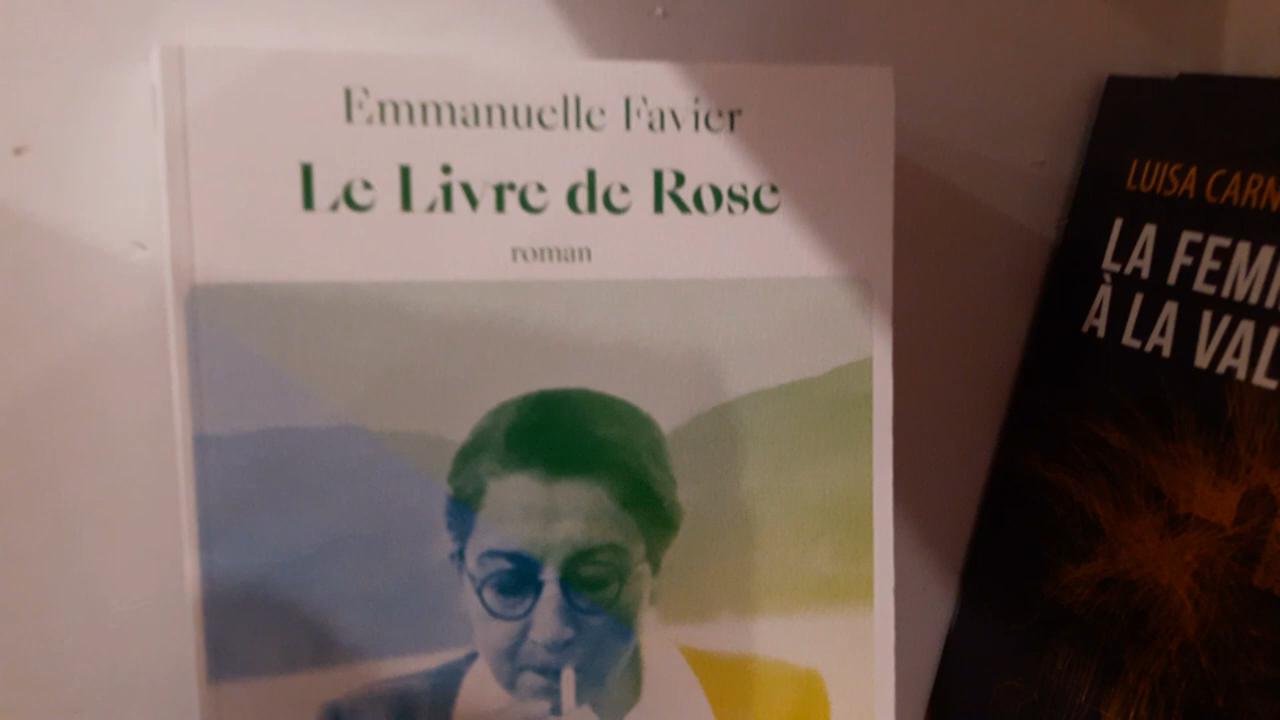 Emmanuelle Favier
Le Livre de Rose
roman
LUISA CARN
LA FEM
À LA VAL